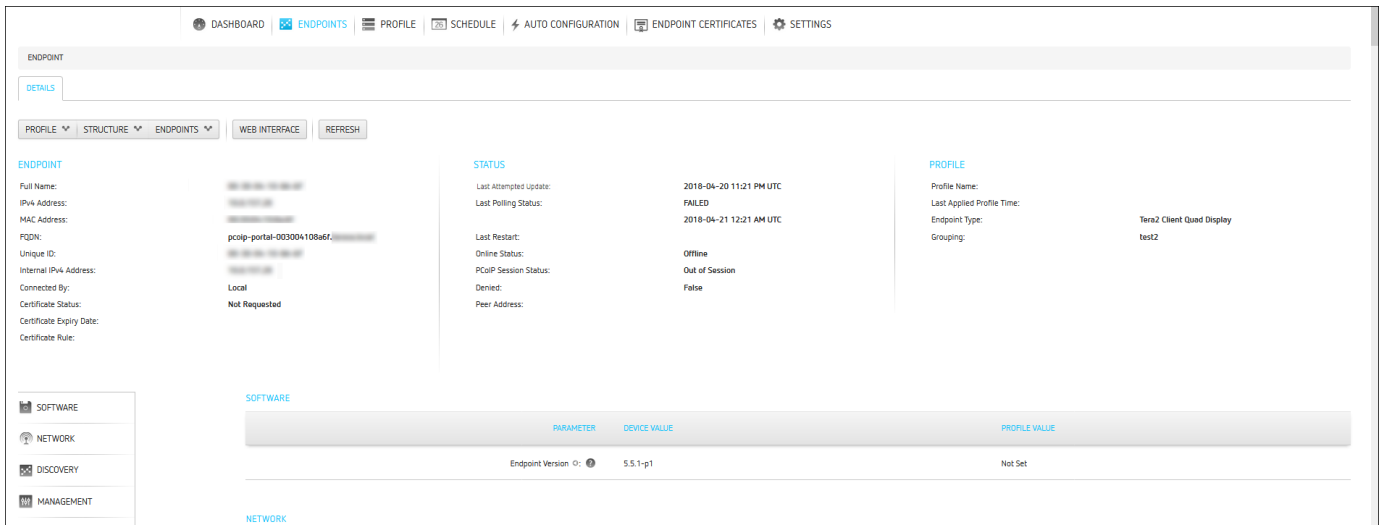 DASHBOARD ENDPOINTS PROFILE 26 SCHEDULE AUTO CONFIGURATION ENDPOINT CERTIFICATES SETTINGS
ENDPOINT
DETAILS
PROFILE STRUCTURE ENDPOINTS WEB INTERFACE REFRESH
ENDPOINT
Full Name:
IPv4 Address:
MAC Address:
FQDN: pcoip-portal-003004108a6f.
Unique ID:
Internal IPv4 Address:
Connected By: Local
Certificate Status: Not Requested
Certificate Expiry Date:
Certificate Rule:
STATUS
Last Attempted Update: 2018-04-20 11:21 PM UTC
Last Polling Status: FAILED
2018-04-21 12:21 AM UTC
Last Restart:
Online Status: Offline
PCoIP Session Status: Out of Session
Denied: False
Peer Address:
PROFILE
Profile Name:
Last Applied Profile Time:
Endpoint Type: Tera2 Client Quad Display
Grouping: test2
SOFTWARE
NETWORK
DISCOVERY
MANAGEMENT
SOFTWARE
PARAMETER DEVICE VALUE PROFILE VALUE
Endpoint Version : ? 5.5.1-p1 Not Set
NETWORK